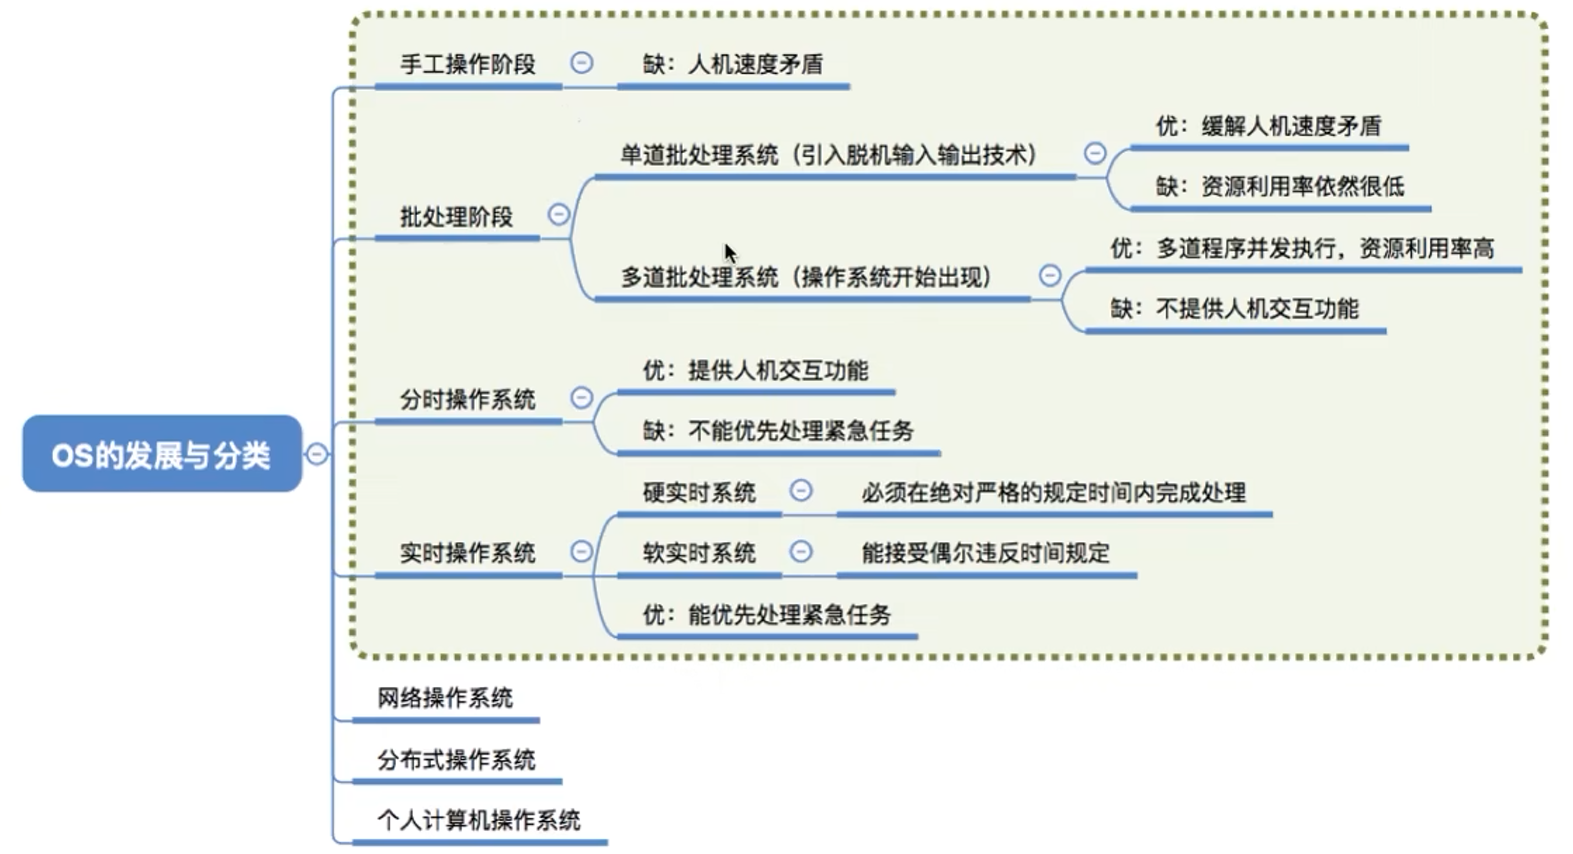 OS的发展与分类
手工操作阶段
缺：人机速度矛盾
批处理阶段
单道批处理系统（引入脱机输入输出技术）
优：缓解人机速度矛盾
缺：资源利用率依然很低
多道批处理系统（操作系统开始出现）
优：多道程序并发执行，资源利用率高
缺：不提供人机交互功能
分时操作系统
优：提供人机交互功能
缺：不能优先处理紧急任务
实时操作系统
硬实时系统
必须在绝对严格的规定时间内完成处理
软实时系统
能接受偶尔违反时间规定
优：能优先处理紧急任务
网络操作系统
分布式操作系统
个人计算机操作系统